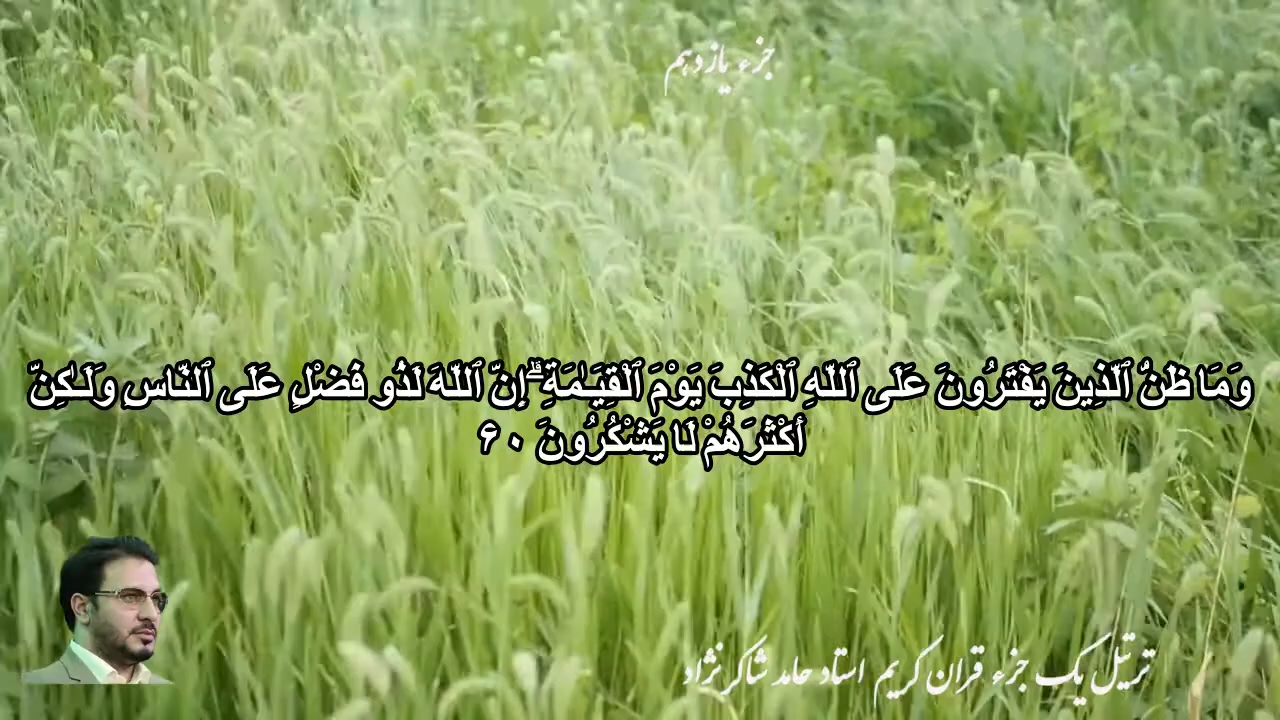 جزء یازدهم
وَمَا ظَنُّ ٱلَّذِينَ يَفْتَرُونَ عَلَى ٱللَّهِ ٱلْكَذِبَ يَوْمَ ٱلْقِيَـٰمَةِ ۗ إِنَّ ٱللَّهَ لَذُو فَضْلٍ عَلَى ٱلنَّاسِ وَلَـٰكِنَّ
أَكْثَرَهُمْ لَا يَشْكُرُونَ ۶۰
ترتیل یک جزء قران کریم استاد حامد شاکرنژاد